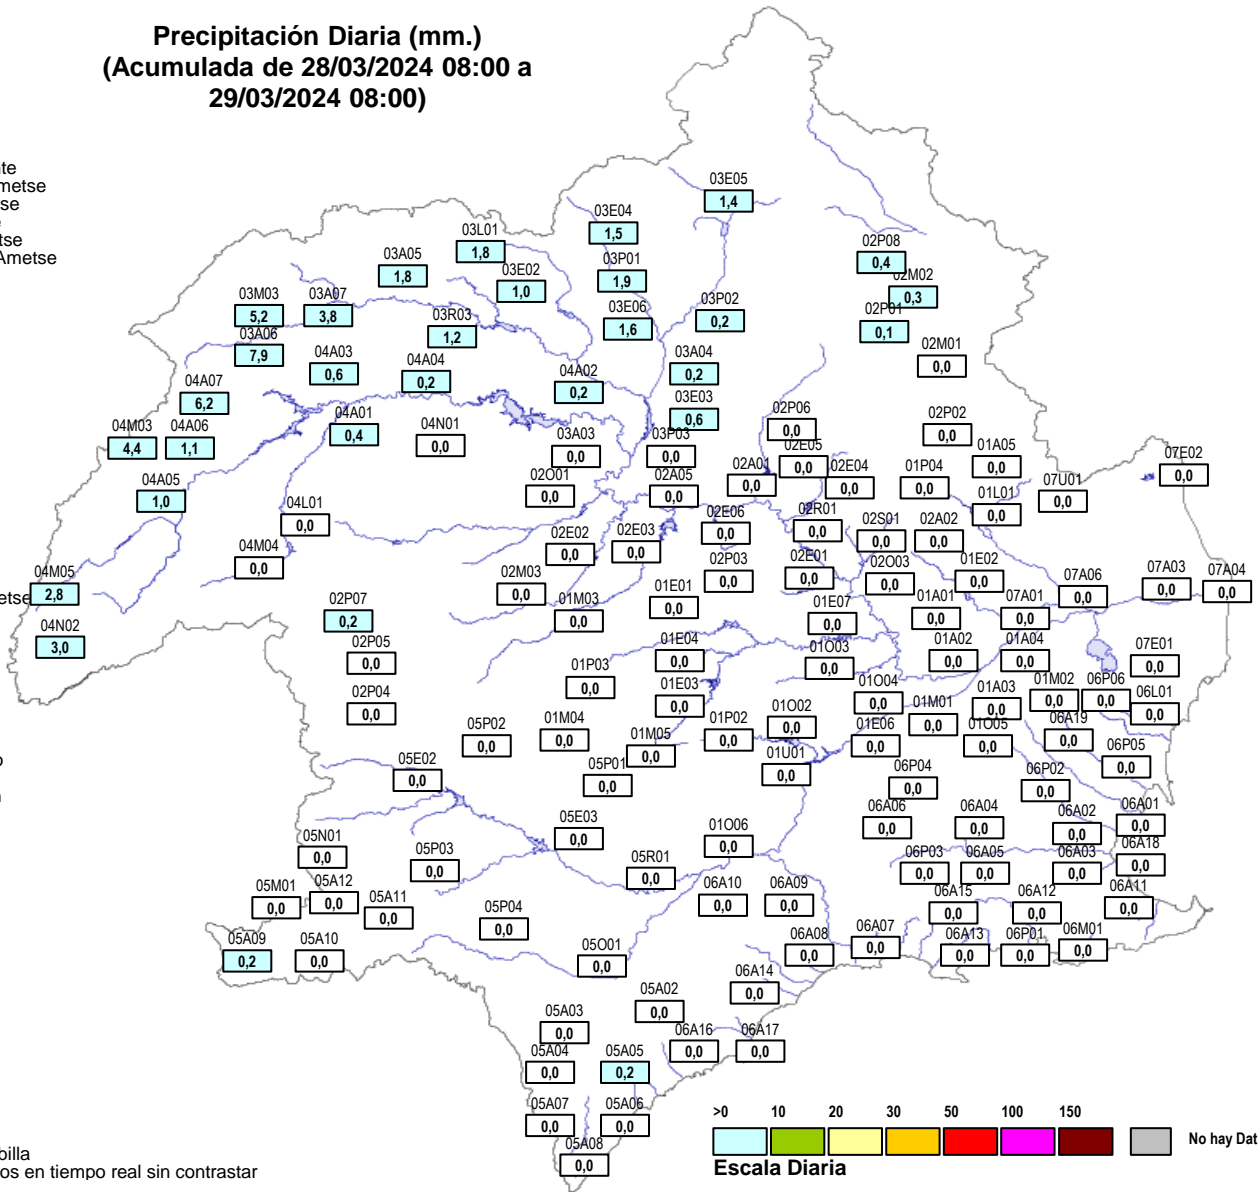 Precipitación Diaria (mm.)
(Acumulada de 28/03/2024 08:00 a
29/03/2024 08:00)
nte
metse
tse
e
tse
Ametse
03E05
1,4
03E04
1,5
03L01
1,8
03A05
1,8
03P01
1,9
03E02
1,0
02P08
0,4
02M02
0,3
03M03
5,2
03A07
3,8
03R03
1,2
03E06
1,6
03P02
0,2
02P01
0,1
03A06
7,9
04A03
0,6
04A04
0,2
04A02
0,2
03A04
0,2
02M01
0,0
04A07
6,2
03E03
0,6
04M03
4,4
04A06
1,1
04A01
0,4
04N01
0,0
03A03
0,0
03P03
0,0
02P06
0,0
02P02
0,0
02E05
0,0
01A05
0,0
07E02
0,0
04A05
1,0
02O01
0,0
02A05
0,0
02A01
0,0
02E04
0,0
01P04
0,0
07U01
0,0
01L01
0,0
04L01
0,0
02E06
0,0
02R01
0,0
02S01
0,0
02A02
0,0
04M04
0,0
02E02
0,0
02E03
0,0
04M05
2,8
etse
02M03
0,0
02P03
0,0
02E01
0,0
02O03
0,0
01E02
0,0
07A06
0,0
07A03
0,0
07A04
0,0
02P07
0,2
01M03
0,0
01E01
0,0
01E07
0,0
01A01
0,0
07A01
0,0
04N02
3,0
02P05
0,0
01E04
0,0
01O03
0,0
01A02
0,0
01A04
0,0
07E01
0,0
02P04
0,0
01P03
0,0
01E03
0,0
01O04
0,0
01A03
0,0
01M02
0,0
06P06
0,0
06L01
0,0
05P02
0,0
01M04
0,0
01M05
0,0
01P02
0,0
01O02
0,0
01E06
0,0
01M01
0,0
01O05
0,0
06A19
0,0
o
05E02
0,0
05P01
0,0
01U01
0,0
06P04
0,0
06P02
0,0
06P05
0,0
05E03
0,0
01O06
0,0
06A06
0,0
06A04
0,0
06A02
0,0
06A01
0,0
05N01
0,0
05P03
0,0
05R01
0,0
06P03
0,0
06A05
0,0
06A03
0,0
06A18
0,0
05M01
0,0
05A12
0,0
05A11
0,0
06A10
0,0
06A09
0,0
06A15
0,0
06A12
0,0
06A11
0,0
05P04
0,0
05A09
0,2
05A10
0,0
05O01
0,0
06A08
0,0
06A07
0,0
06A13
0,0
06P01
0,0
06M01
0,0
06A14
0,0
05A03
0,0
05A02
0,0
06A16
0,0
06A17
0,0
05A04
0,0
05A05
0,2
05A07
0,0
05A06
0,0
05A08
0,0
>0 10 20 30 50 100 150
No hay Dat
Escala Diaria
billa
os en tiempo real sin contrastar